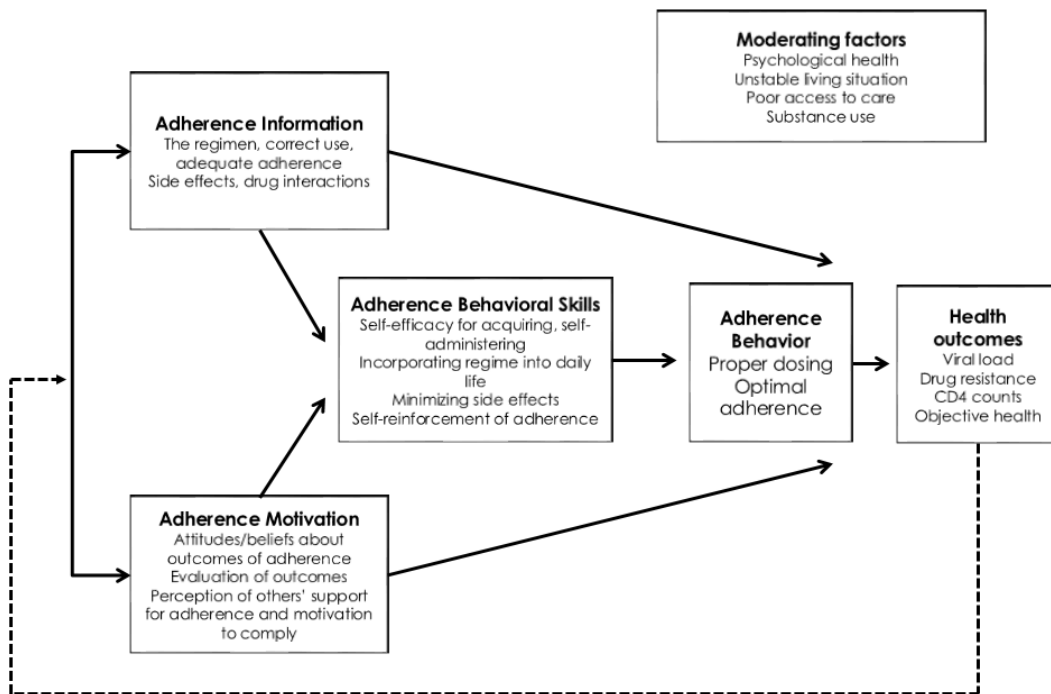 Moderating factors
Psychological health
Unstable living situation
Poor access to care
Substance use
Adherence Information
The regimen, correct use,
adequate adherence
Side effects, drug interactions
Adherence Behavioral Skills
Self-efficacy for acquiring, self-
administering
Incorporating regime into daily
life
Minimizing side effects
Self-reinforcement of adherence
Adherence
Behavior
Proper dosing
Optimal
adherence
Health
outcomes
Viral load
Drug resistance
CD4 counts
Objective health
Adherence Motivation
Attitudes/beliefs about
outcomes of adherence
Evaluation of outcomes
Perception of others' support
for adherence and motivation
to comply